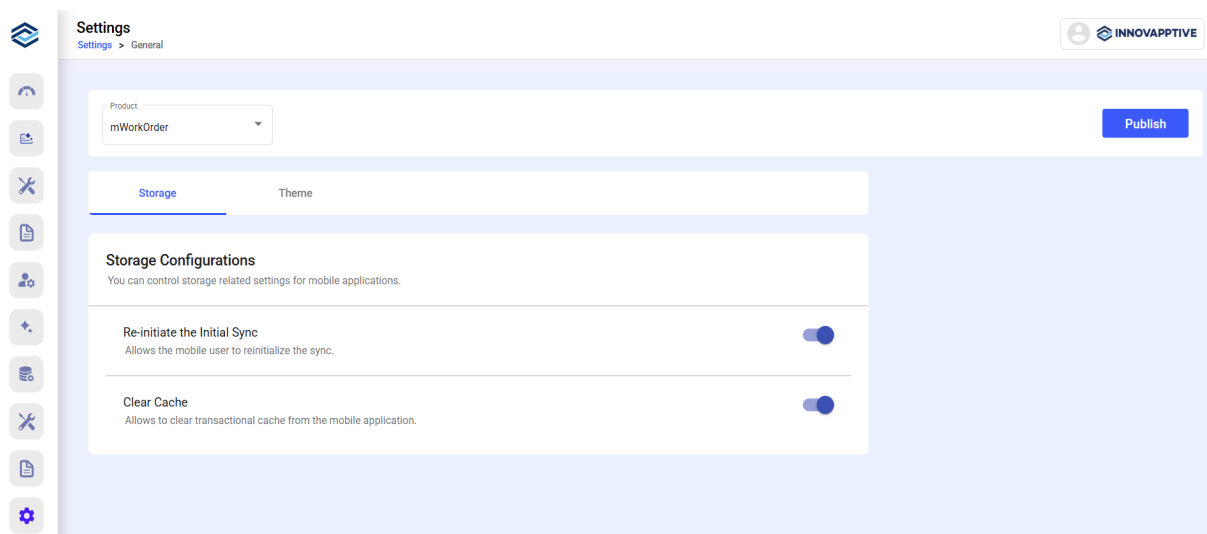 Settings
Settings > General
INNOVAPPTIVE
Product
mWorkOrder
Publish
Storage
Theme
Storage Configurations
You can control storage related settings for mobile applications.
Re-initiate the Initial Sync
Allows the mobile user to reinitialize the sync.
Clear Cache
Allows to clear transactional cache from the mobile application.